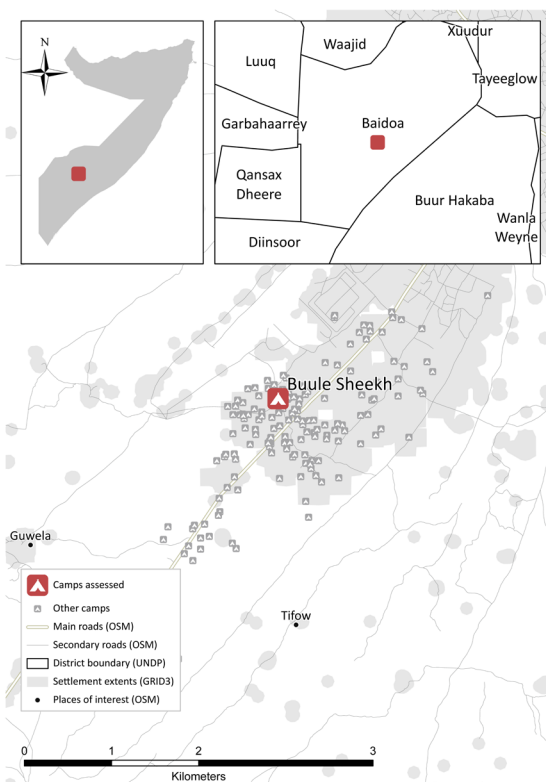 N
Luuq
Waajid
Xuudur
Tayeeglow
Garbahaarrey
Baidoa
Qansax
Dheere
Buur Hakaba
Wanla
Weyne
Diinsoor
Buule Sheekh
Guwela
Tifow
Camps assessed
Other camps
Main roads (OSM)
Secondary roads (OSM)
District boundary (UNDP)
Settlement extents (GRID3)
Places of interest (OSM)
0 1 2 3
Kilometers